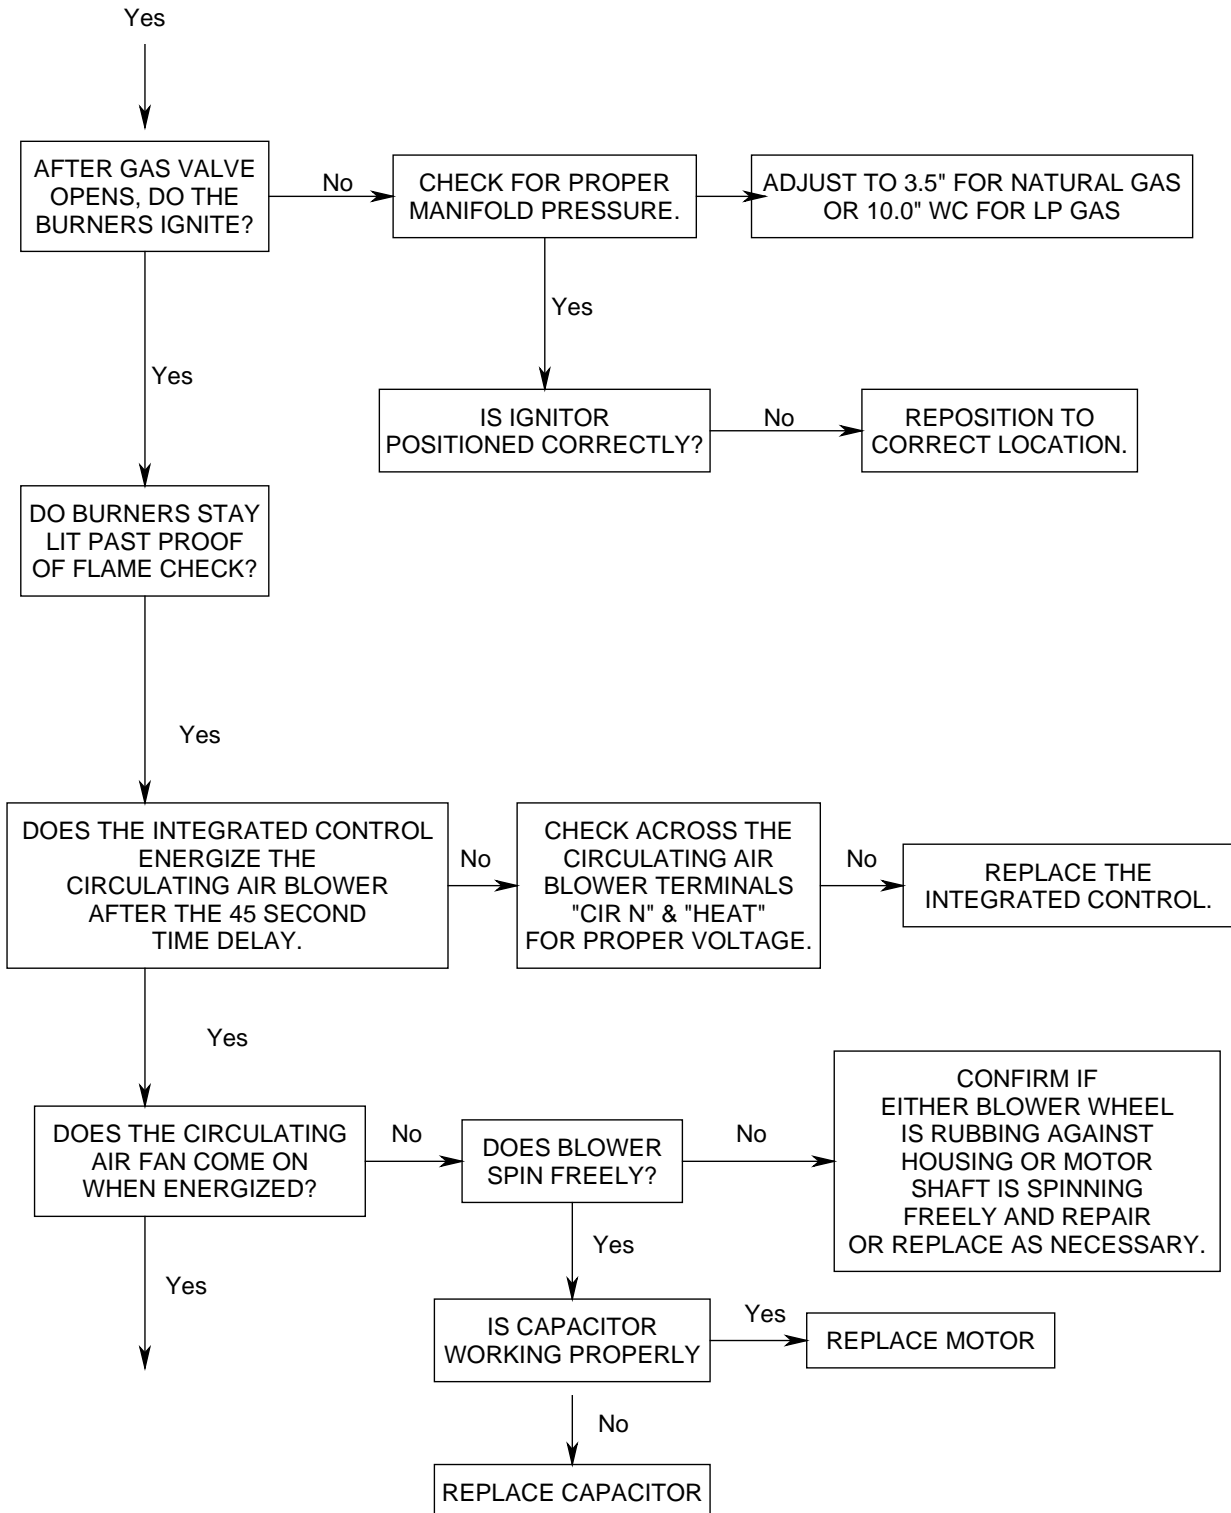 Yes
AFTER GAS VALVE
OPENS, DO THE
BURNERS IGNITE?
No
CHECK FOR PROPER
MANIFOLD PRESSURE.
ADJUST TO 3.5" FOR NATURAL GAS
OR 10.0" WC FOR LP GAS
Yes
Yes
IS IGNITOR
POSITIONED CORRECTLY?
No
REPOSITION TO
CORRECT LOCATION.
DO BURNERS STAY
LIT PAST PROOF
OF FLAME CHECK?
Yes
DOES THE INTEGRATED CONTROL
ENERGIZE THE
CIRCULATING AIR BLOWER
AFTER THE 45 SECOND
TIME DELAY.
No
CHECK ACROSS THE
CIRCULATING AIR
BLOWER TERMINALS
"CIR N" & "HEAT"
FOR PROPER VOLTAGE.
No
REPLACE THE
INTEGRATED CONTROL.
Yes
DOES THE CIRCULATING
AIR FAN COME ON
WHEN ENERGIZED?
No
DOES BLOWER
SPIN FREELY?
No
CONFIRM IF
EITHER BLOWER WHEEL
IS RUBBING AGAINST
HOUSING OR MOTOR
SHAFT IS SPINNING
FREELY AND REPAIR
OR REPLACE AS NECESSARY.
Yes
Yes
IS CAPACITOR
WORKING PROPERLY
Yes
REPLACE MOTOR
No
REPLACE CAPACITOR